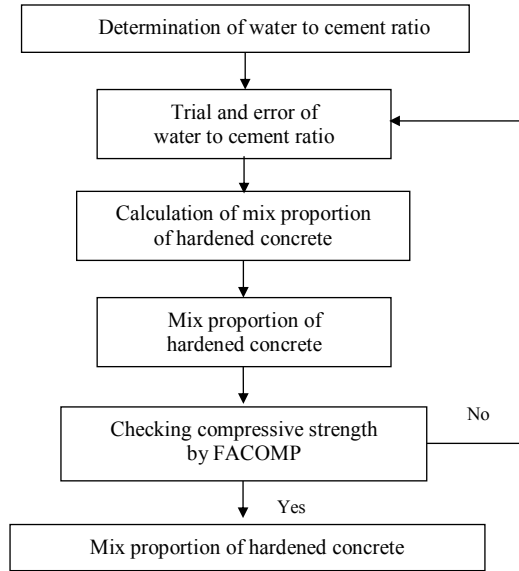 Determination of water to cement ratio
Trial and error of
water to cement ratio
Calculation of mix proportion
of hardened concrete
Mix proportion of
hardened concrete
Checking compressive strength
by FACOMP
No
Yes
Mix proportion of hardened concrete